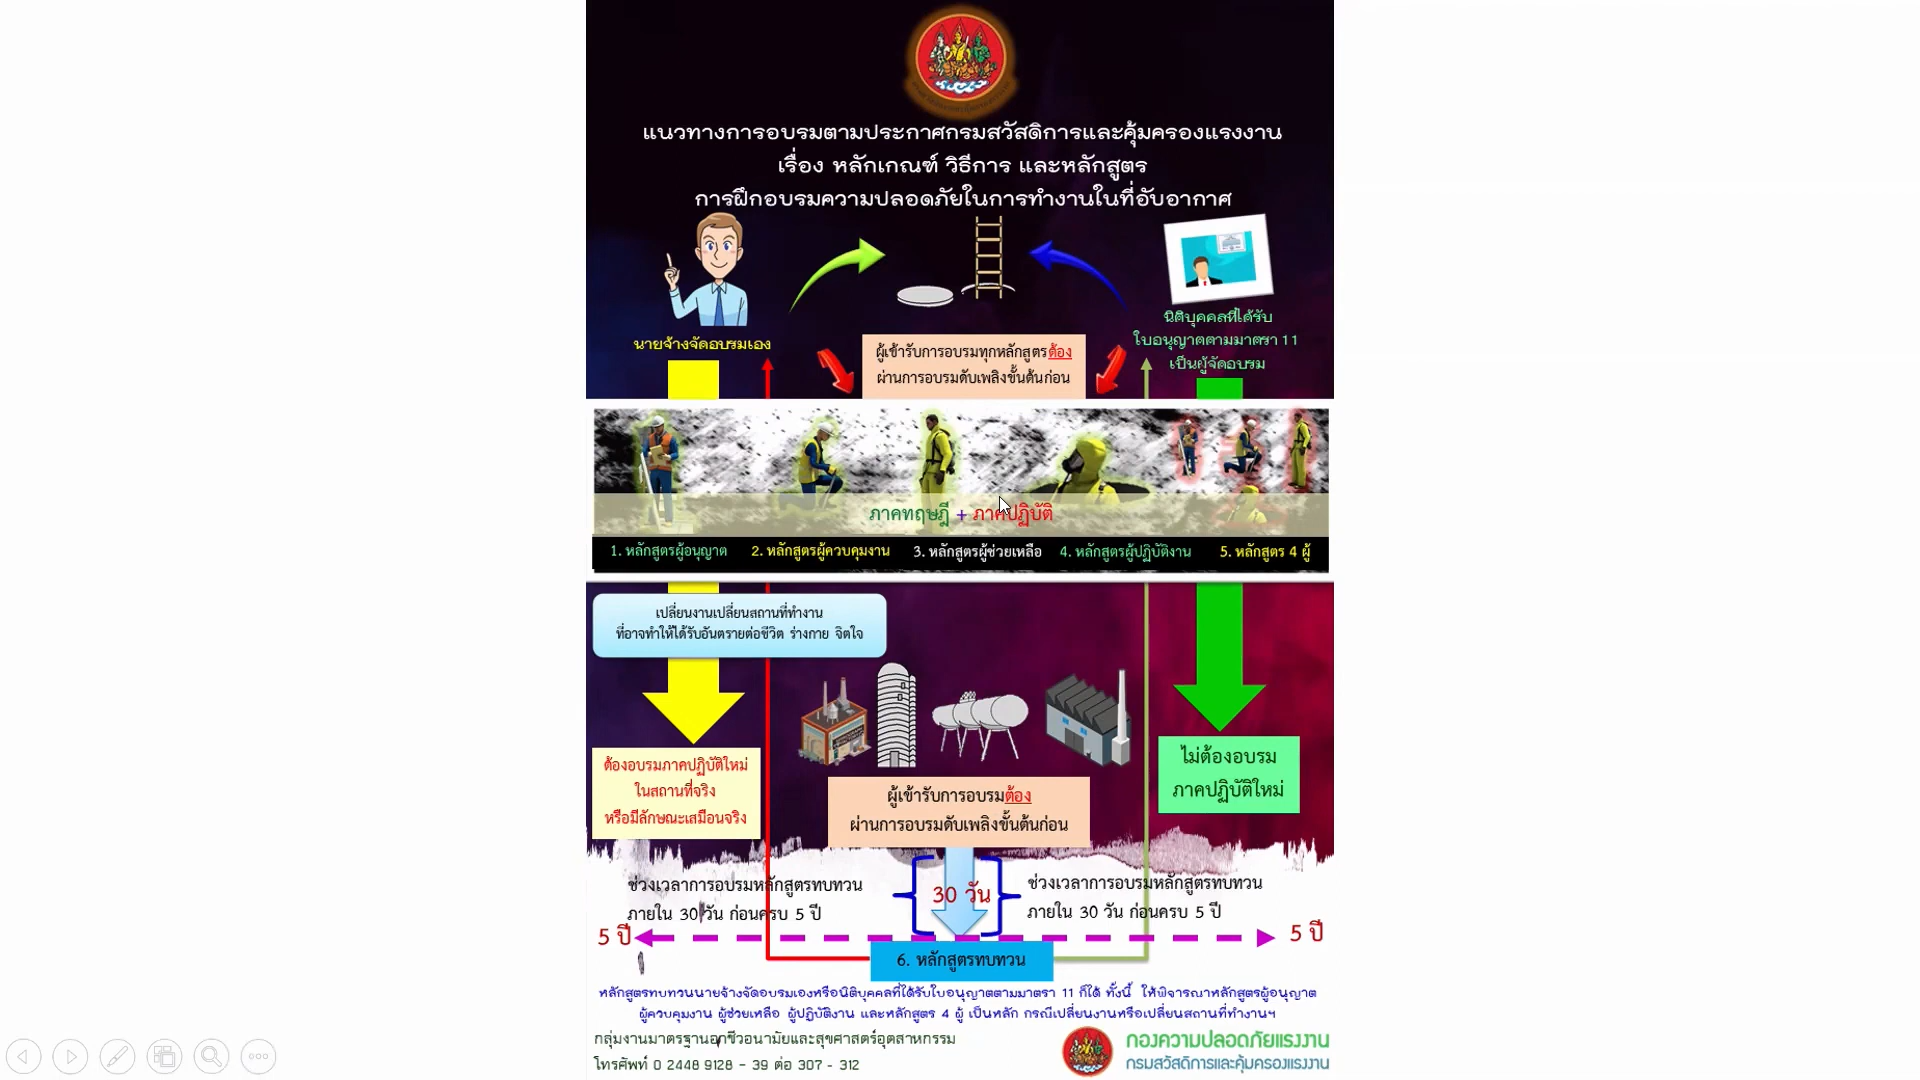 แนวทางการอบรมตามประกาศกรมสวัสดิการและคุ้มครองแรงงาน
เรื่อง หลักเกณฑ์ วิธีการ และหลักสูตร
การฝึกอบรมความปลอดภัยในการทำงานในที่อับอากาศ
นายจ้างจัดอบรมเอง
ผู้เข้ารับการอบรมทุกหลักสูตรต้อง
ผ่านการอบรมดับเพลิงขั้นต้นก่อน
นิติบุคคลที่ได้รับ
ใบอนุญาตตามมาตรา 11
เป็นผู้จัดอบรม
ภาคทฤษฎี + ภาคปฏิบัติ
1. หลักสูตรผู้อนุญาต
2. หลักสูตรผู้ควบคุมงาน
3. หลักสูตรผู้ช่วยเหลือ
4. หลักสูตรผู้ปฏิบัติงาน
5. หลักสูตร 4 ผู้
เปลี่ยนงานเปลี่ยนสถานที่ทำงาน
ที่อาจทำให้ได้รับอันตรายต่อชีวิต ร่างกาย จิตใจ
ต้องอบรมภาคปฏิบัติใหม่
ในสถานที่จริง
หรือมีลักษณะเสมือนจริง
ผู้เข้ารับการอบรมต้อง
ผ่านการอบรมดับเพลิงขั้นต้นก่อน
ไม่ต้องอบรม
ภาคปฏิบัติใหม่
ช่วงเวลาการอบรมหลักสูตรทบทวน
ภายใน 30 วัน ก่อนครบ 5 ปี
30 วัน
ช่วงเวลาการอบรมหลักสูตรทบทวน
ภายใน 30 วัน ก่อนครบ 5 ปี
5 ปี
5 ปี
6. หลักสูตรทบทวน
หลักสูตรทบทวนนายจ้างจัดอบรมเองหรือนิติบุคคลที่ได้รับใบอนุญาตตามมาตรา 11 ก็ได้ ทั้งนี้ ให้พิจารณาหลักสูตรผู้อนุญาต
ผู้ควบคุมงาน ผู้ช่วยเหลือ ผู้ปฏิบัติงาน และหลักสูตร 4 ผู้ เป็นหลัก กรณีเปลี่ยนงานหรือเปลี่ยนสถานที่ทำงานฯ
กลุ่มงานมาตรฐานอาชีวอนามัยและสุขศาสตร์อุตสาหกรรม
โทรศัพท์ 0 2448 9128 – 39 ต่อ 307 - 312
กองความปลอดภัยแรงงาน
กรมสวัสดิการและคุ้มครองแรงงาน